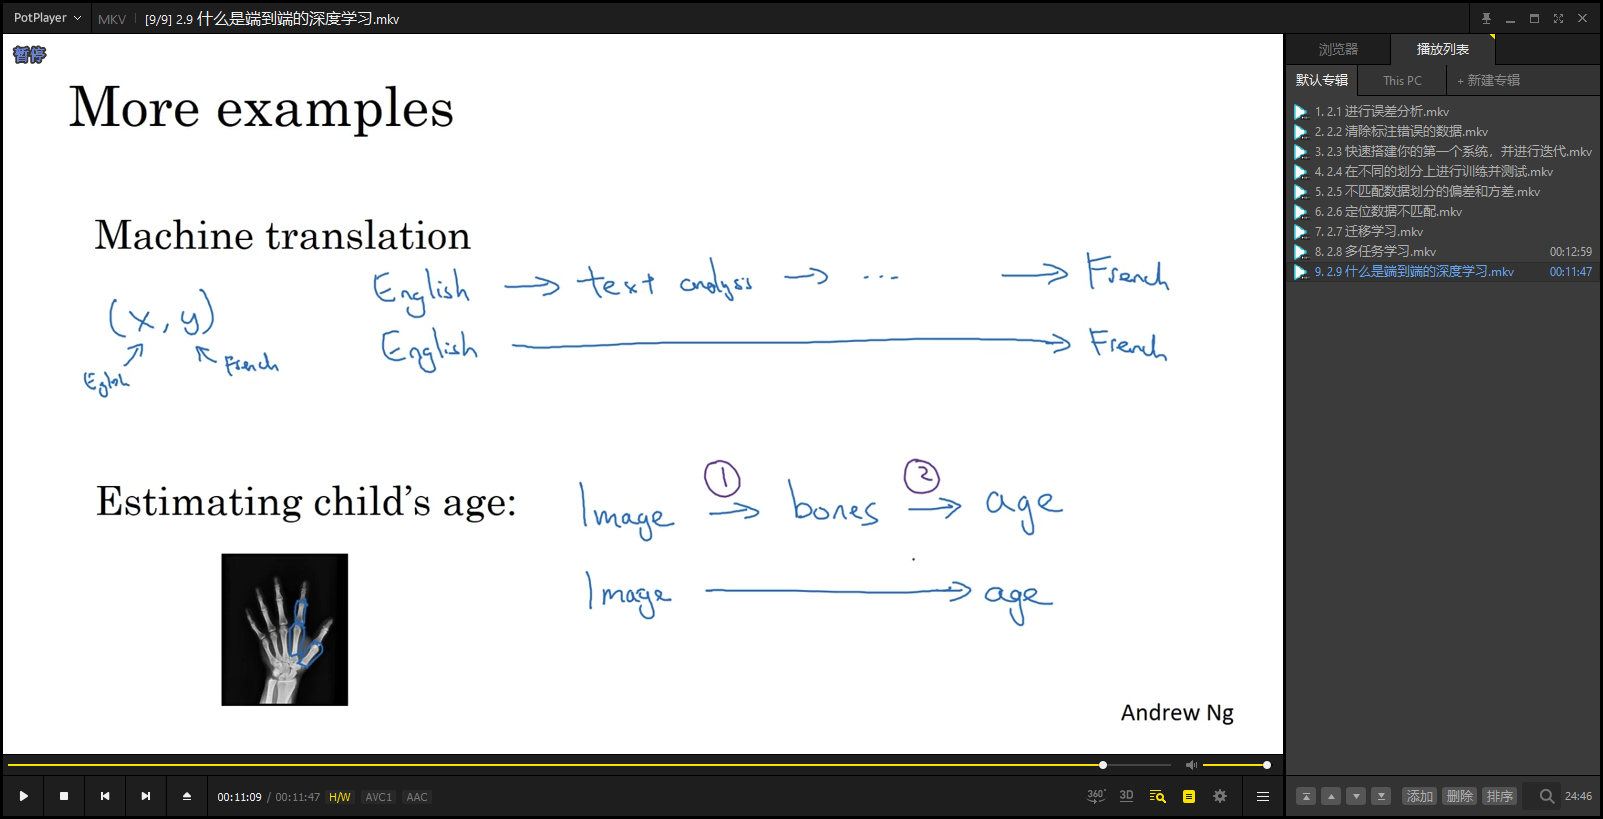 PotPlayer MKV [9/9] 2.9 什么是端到端的深度学习.mkv
暂停
More examples
Machine translation
English → text analysis → ... → French
(x, y)
English → French
Eglish French
Estimating child's age:
① ②
Image → bones → age
Image → age
Andrew Ng
00:11:09 / 00:11:47 H/W AVC1 AAC
360° 3D
浏览器 播放列表
默认专辑 This PC + 新建专辑
1. 2.1 进行误差分析.mkv
2. 2.2 清除标注错误的数据.mkv
3. 2.3 快速搭建你的第一个系统，并进行迭代.mkv
4. 2.4 在不同的划分上进行训练并测试.mkv
5. 2.5 不匹配数据划分的偏差和方差.mkv
6. 2.6 定位数据不匹配.mkv
7. 2.7 迁移学习.mkv
8. 2.8 多任务学习.mkv 00:12:59
9. 2.9 什么是端到端的深度学习.mkv 00:11:47
添加 删除 排序 24:46